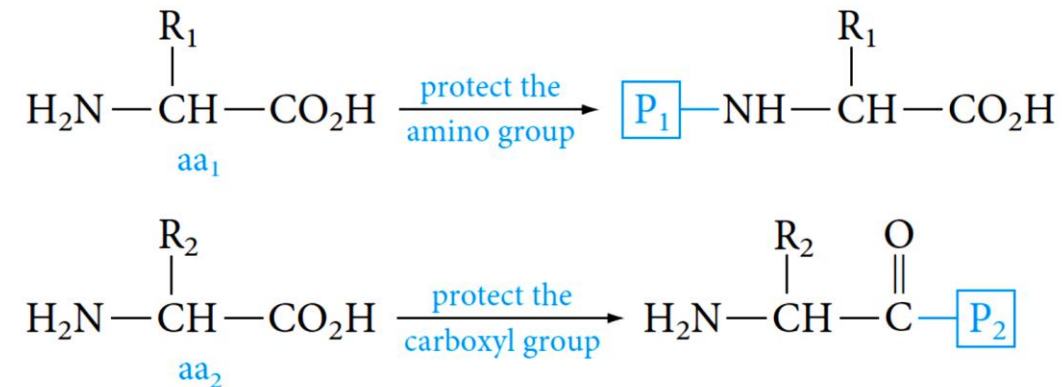 R₁
R₁
H₂N—CH—CO₂H protect the amino group P₁—NH—CH—CO₂H
aa₁
R₂
R₂ O
H₂N—CH—CO₂H protect the carboxyl group H₂N—CH—C—P₂
aa₂